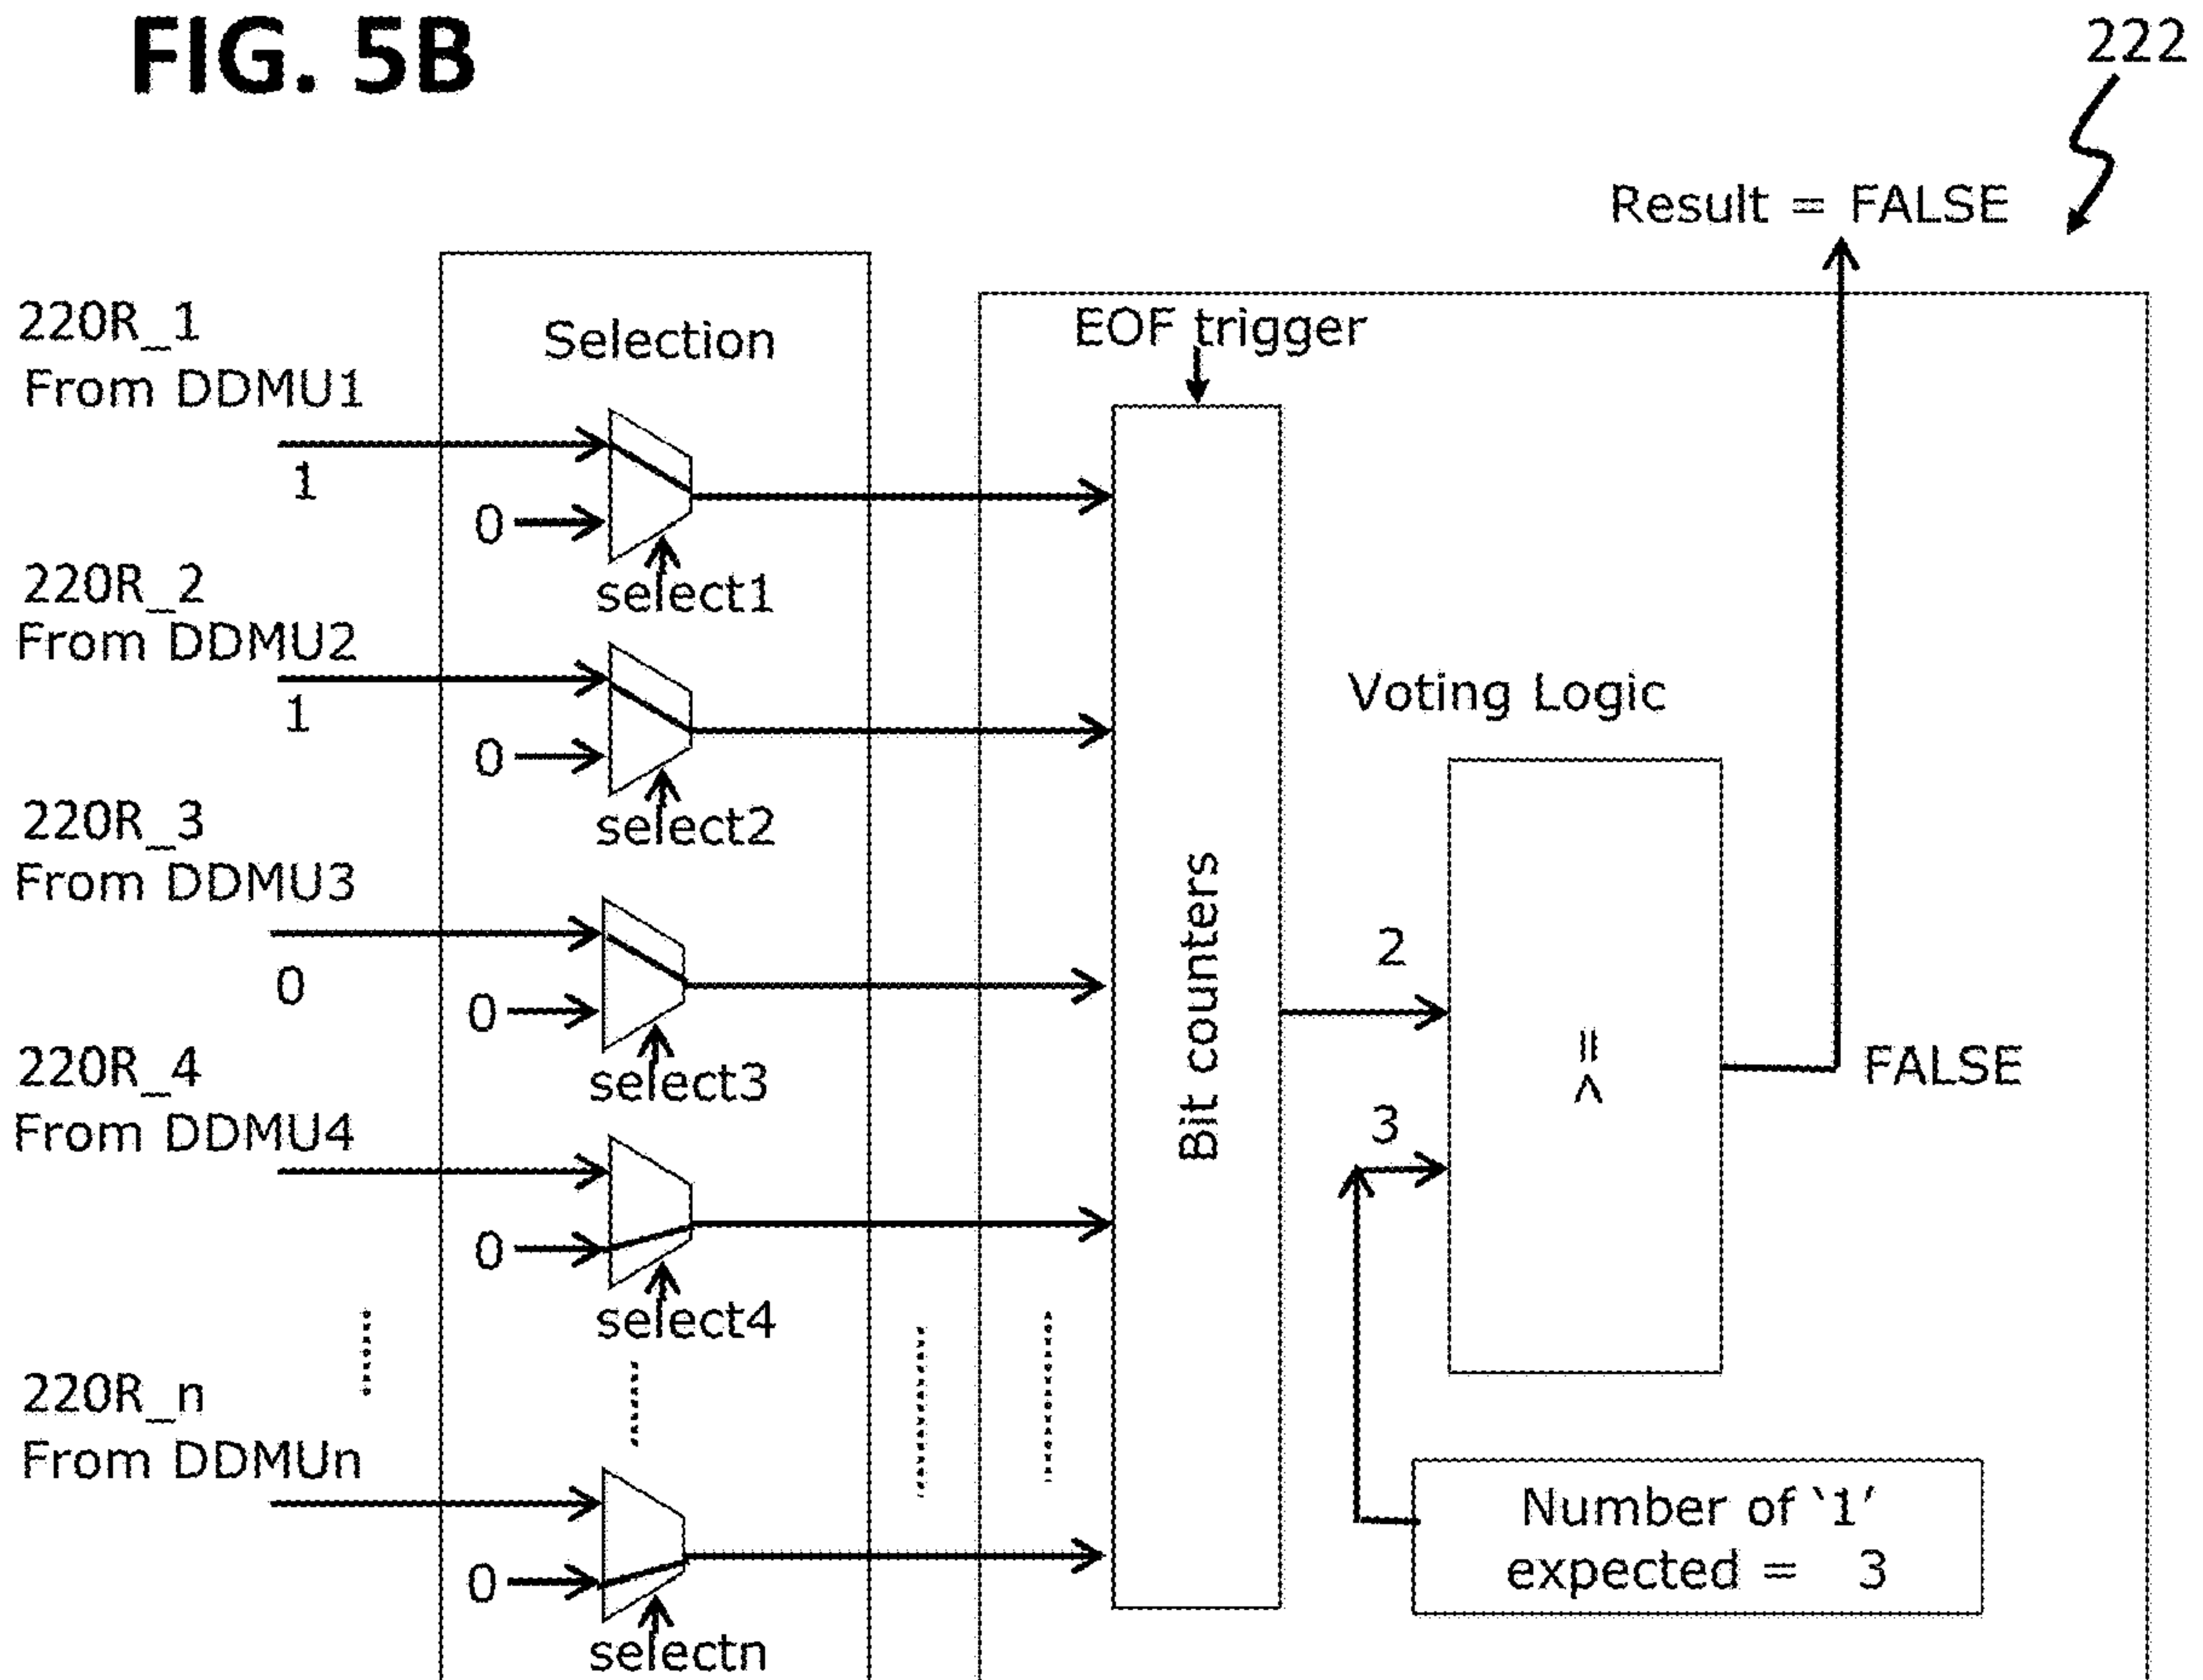 FIG. 5B
222
Result = FALSE
220R_1
From DDMU1
Selection
EOF trigger
1
0
select1
220R_2
From DDMU2
1
0
select2
Voting Logic
220R_3
From DDMU3
0
0
select3
Bit counters
2
>=
3
FALSE
220R_4
From DDMU4
0
select4
220R_n
From DDMUn
0
selectn
Number of ‘1’
expected = 3